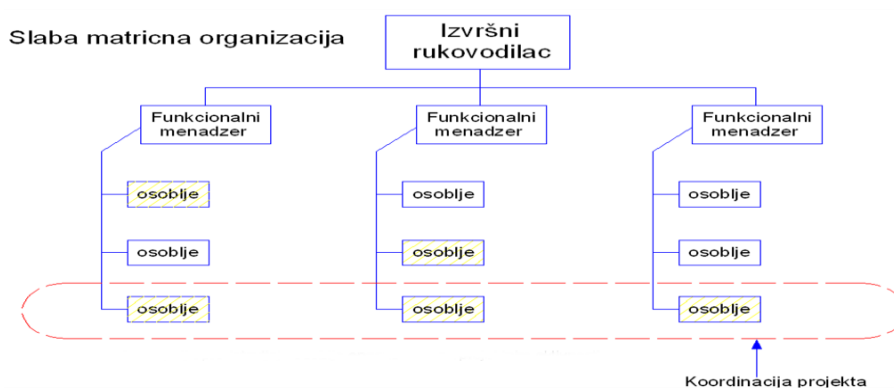 Slaba matricna organizacija
Izvršni
rukovodilac
Funkcionalni
menadzer
Funkcionalni
menadzer
Funkcionalni
menadzer
osoblje
osoblje
osoblje
osoblje
osoblje
osoblje
osoblje
osoblje
osoblje
Koordinacija projekta